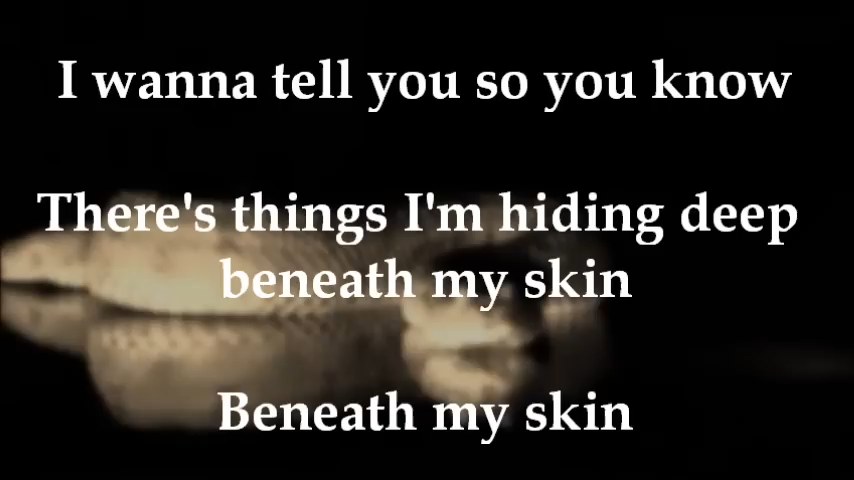 I wanna tell you so you know
There's things I'm hiding deep
beneath my skin
Beneath my skin